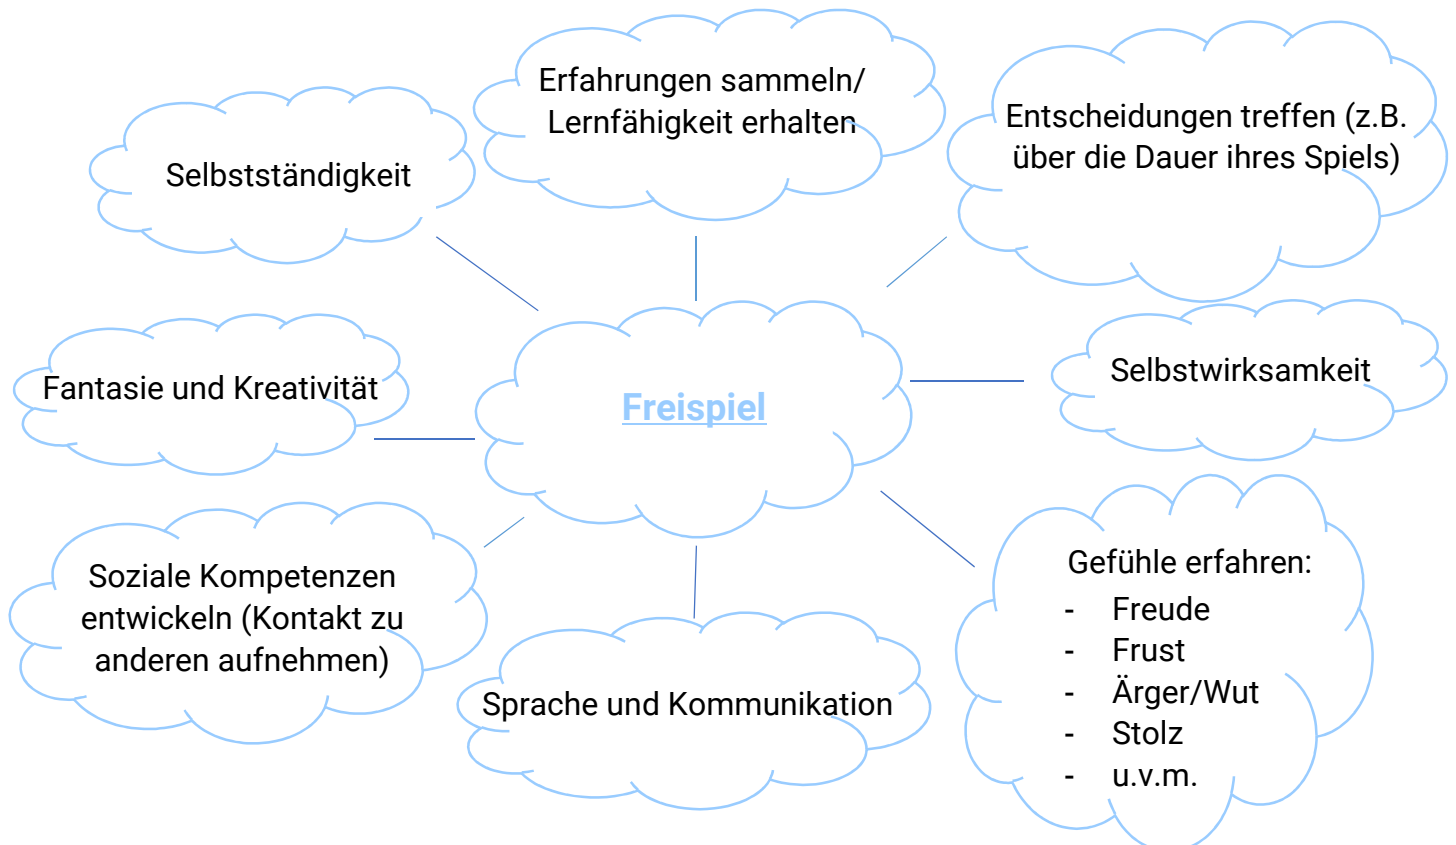 Erfahrungen sammeln/
Lernfähigkeit erhalten
Entscheidungen treffen (z.B.
über die Dauer ihres Spiels)
Selbstständigkeit
Selbstwirksamkeit
Fantasie und Kreativität
Freispiel
Gefühle erfahren:
- Freude
- Frust
- Ärger/Wut
- Stolz
- u.v.m.
Soziale Kompetenzen
entwickeln (Kontakt zu
anderen aufnehmen)
Sprache und Kommunikation